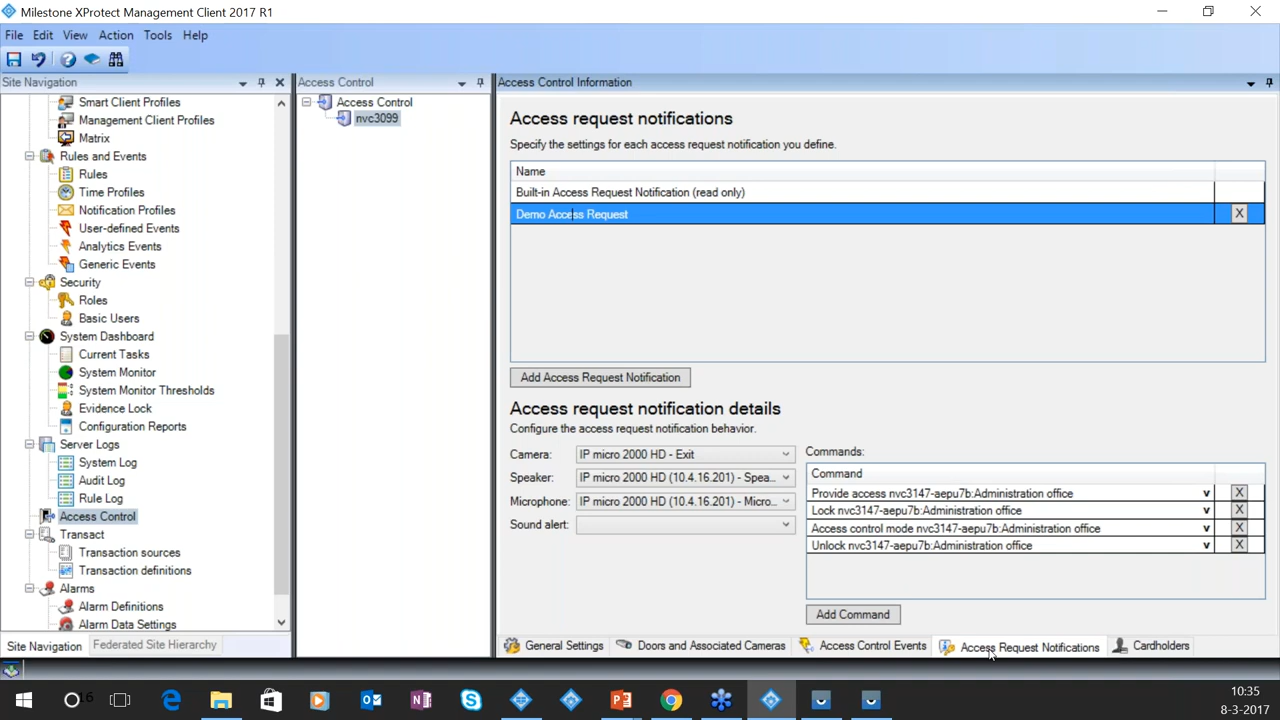 Milestone XProtect Management Client 2017 R1
File Edit View Action Tools Help
Site Navigation
Smart Client Profiles
Management Client Profiles
Matrix
Rules and Events
Rules
Time Profiles
Notification Profiles
User-defined Events
Analytics Events
Generic Events
Security
Roles
Basic Users
System Dashboard
Current Tasks
System Monitor
System Monitor Thresholds
Evidence Lock
Configuration Reports
Server Logs
System Log
Audit Log
Rule Log
Access Control
Transact
Transaction sources
Transaction definitions
Alarms
Alarm Definitions
Alarm Data Settings
Site Navigation Federated Site Hierarchy
Access Control
Access Control
nvc3099
Access Control Information
Access request notifications
Specify the settings for each access request notification you define.
Name
Built-in Access Request Notification (read only)
Demo Access Request X
Add Access Request Notification
Access request notification details
Configure the access request notification behavior.
Camera: IP micro 2000 HD - Exit
Speaker: IP micro 2000 HD (10.4.16.201) - Spea...
Microphone: IP micro 2000 HD (10.4.16.201) - Micro...
Sound alert:
Commands:
Command
Provide access nvc3147-aepu7b:Administration office v X
Lock nvc3147-aepu7b:Administration office v X
Access control mode nvc3147-aepu7b:Administration office v X
Unlock nvc3147-aepu7b:Administration office v X
Add Command
General Settings Doors and Associated Cameras Access Control Events Access Request Notifications Cardholders
16
10:35
8-3-2017